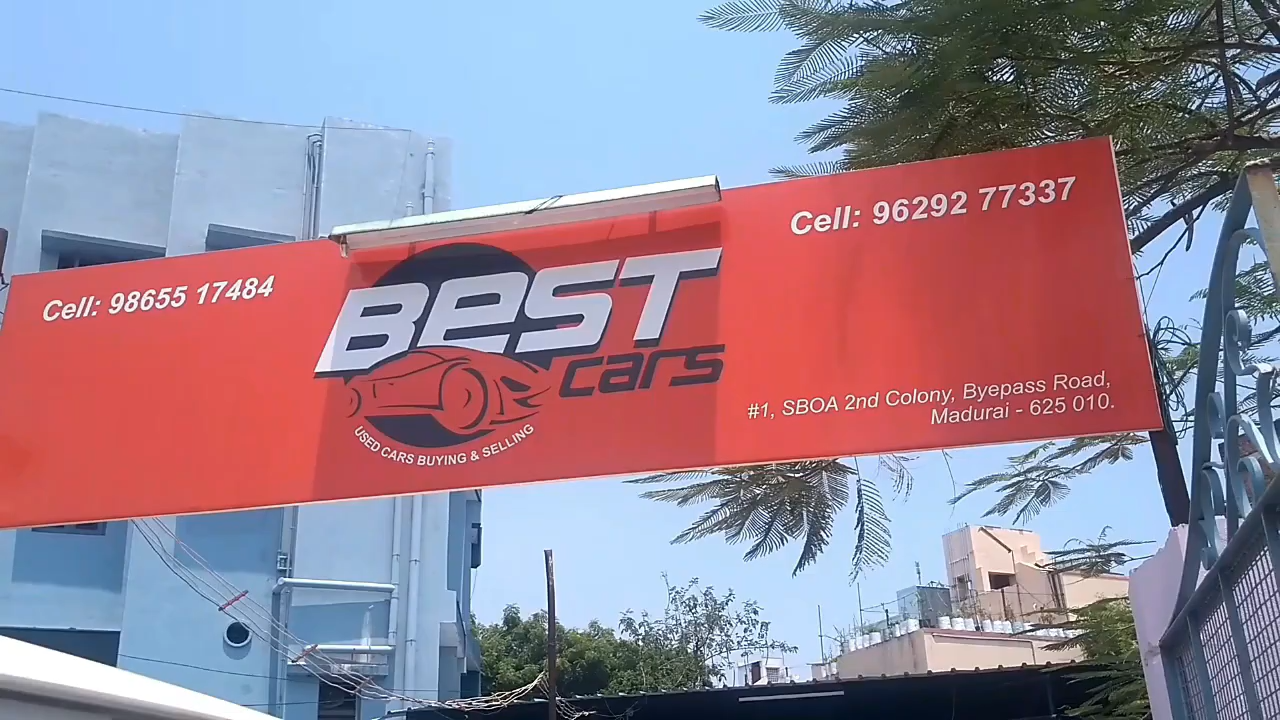 Cell: 98655 17484
Cell: 96292 77337
BEST
cars
USED CARS BUYING & SELLING
#1, SBOA 2nd Colony, Byepass Road,
Madurai - 625 010.